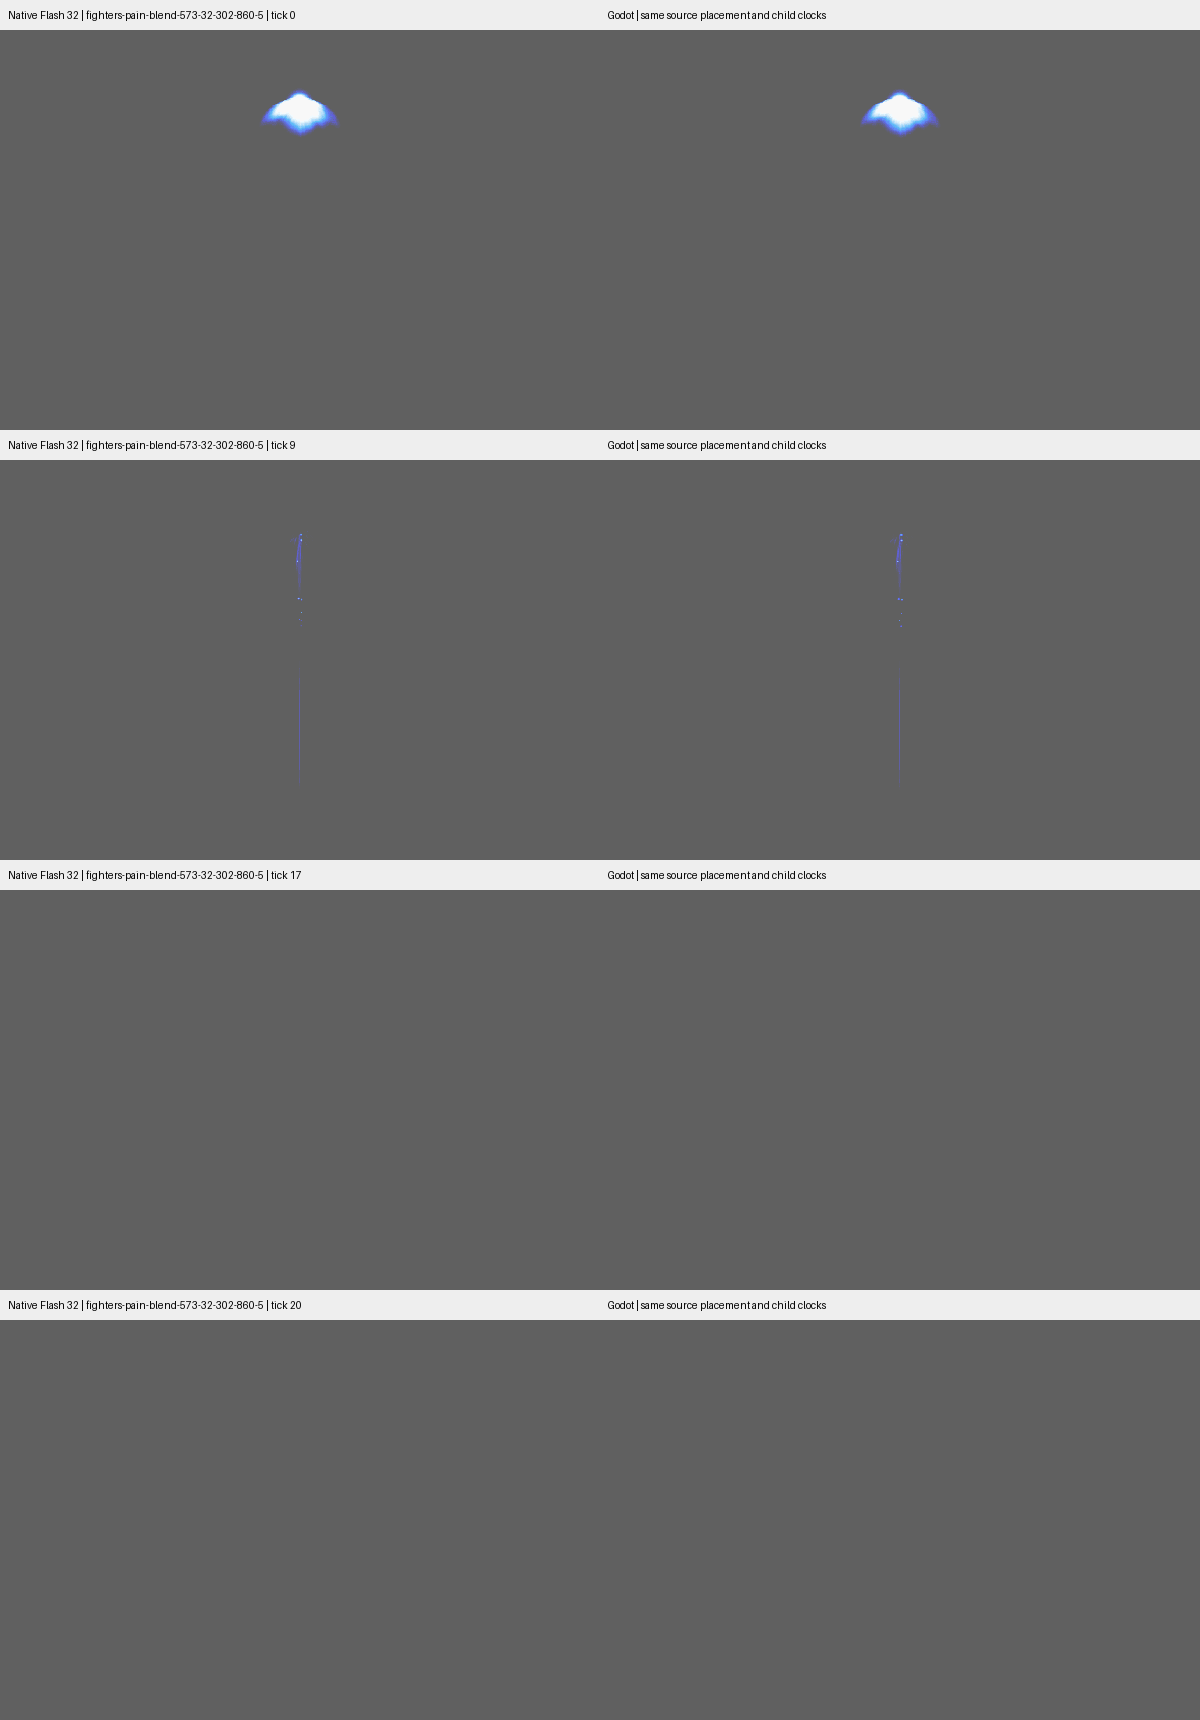 Native Flash 32 | fighters-pain-blend-573-32-302-860-5 | tick 0
Godot | same source placement and child clocks
Native Flash 32 | fighters-pain-blend-573-32-302-860-5 | tick 9
Godot | same source placement and child clocks
Native Flash 32 | fighters-pain-blend-573-32-302-860-5 | tick 17
Godot | same source placement and child clocks
Native Flash 32 | fighters-pain-blend-573-32-302-860-5 | tick 20
Godot | same source placement and child clocks